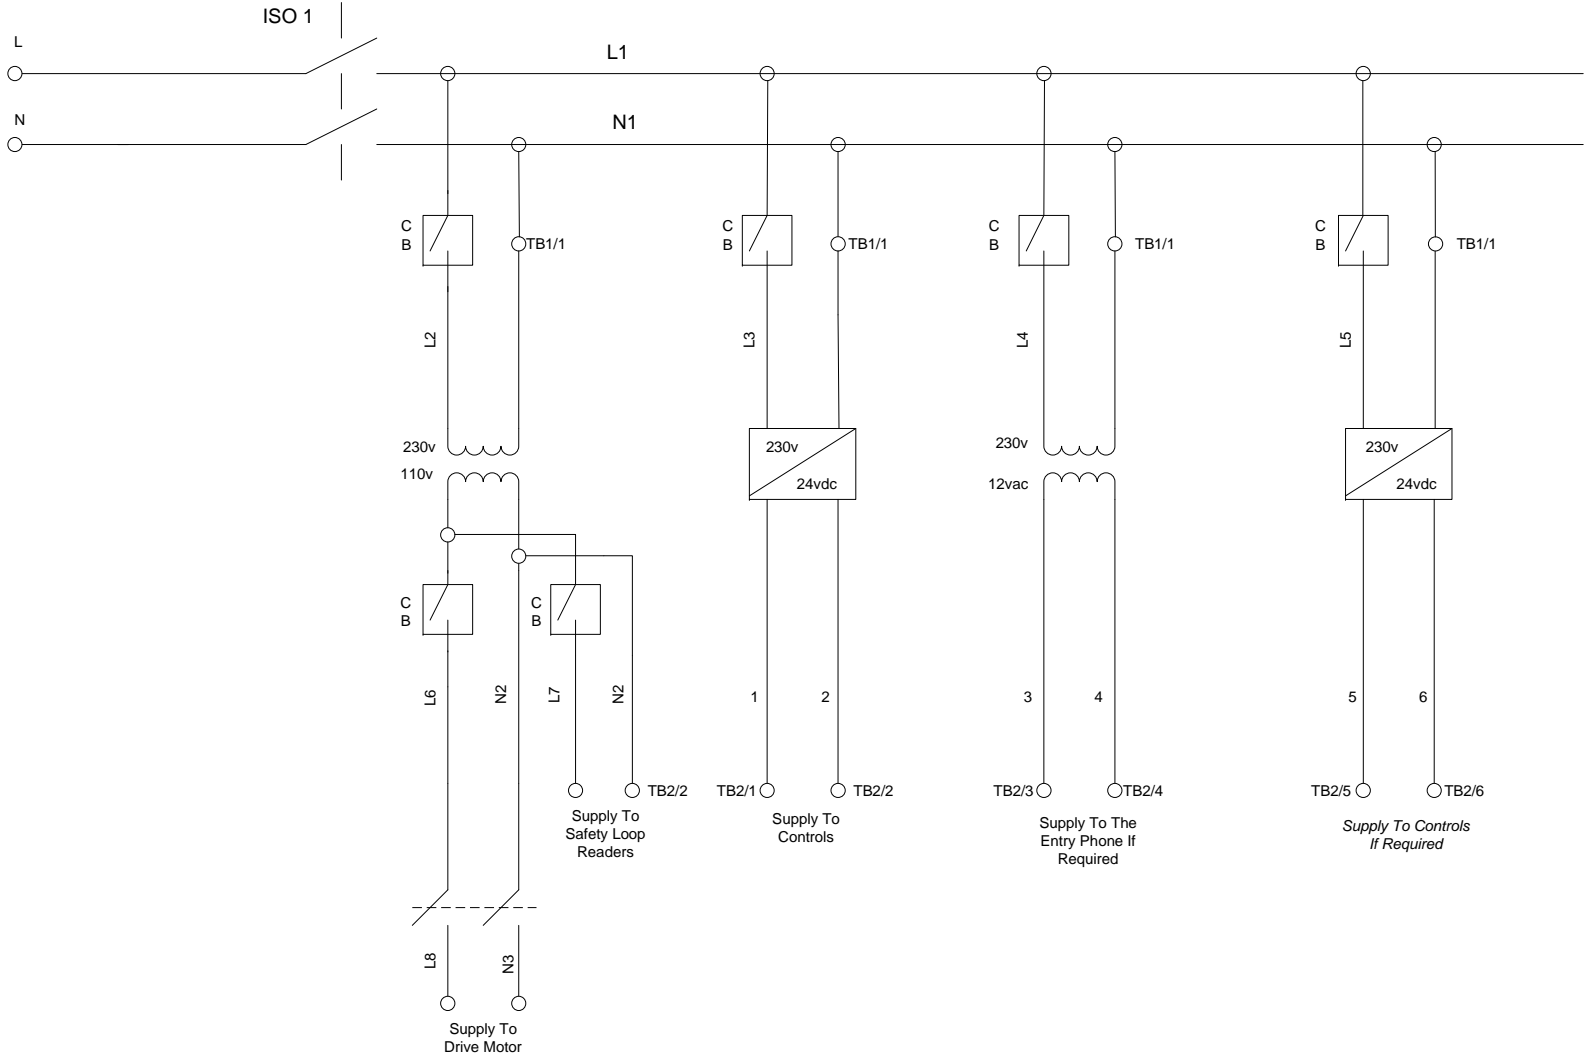 ISO 1
L
L1
N
N1
C
B
TB1/1
C
B
TB1/1
C
B
TB1/1
C
B
TB1/1
L2
L3
L4
L5
230v
110v
230v
24vdc
230v
12vac
230v
24vdc
C
B
C
B
L6
N2
L7
N2
1
2
3
4
5
6
TB2/2
TB2/1
TB2/2
TB2/3
TB2/4
TB2/5
TB2/6
Supply To
Safety Loop
Readers
Supply To
Controls
Supply To The
Entry Phone If
Required
Supply To Controls
If Required
L8
N3
Supply To
Drive Motor